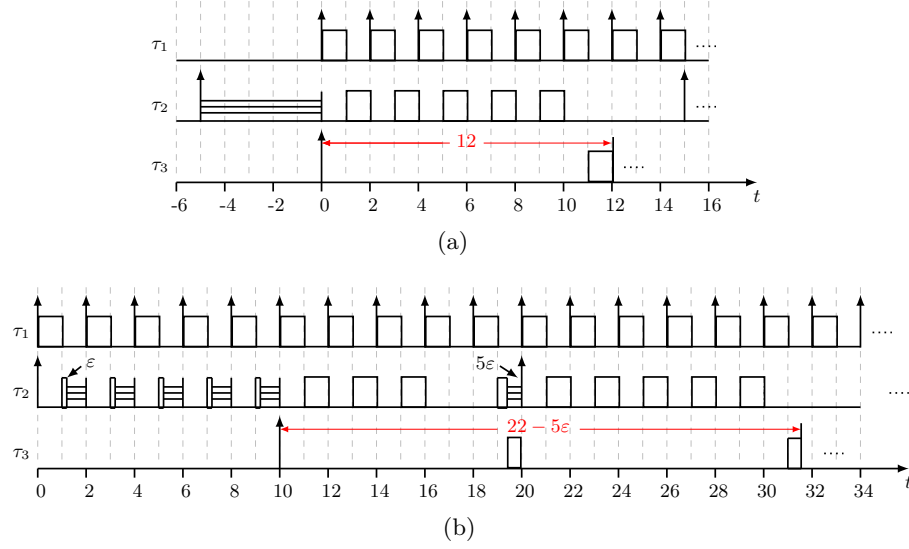 τ₁ ....
τ₂ ....
12
τ₃ ....
-6 -4 -2 0 2 4 6 8 10 12 14 16 t
(a)
τ₁ ....
ε 5ε
τ₂ ....
22 − 5ε
τ₃ ....
0 2 4 6 8 10 12 14 16 18 20 22 24 26 28 30 32 34 t
(b)